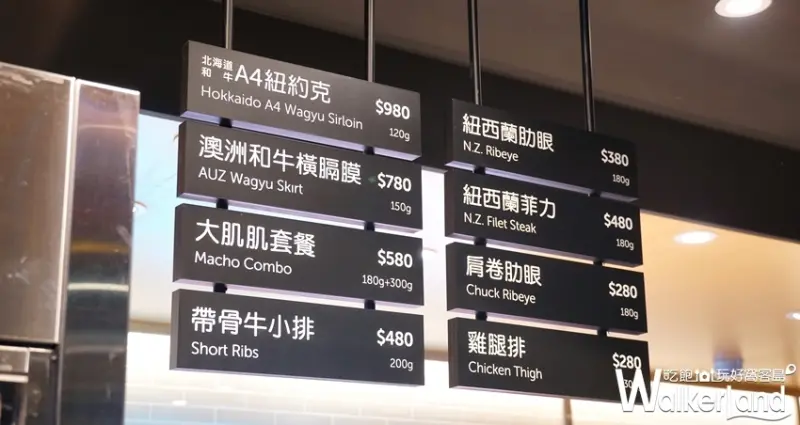 北海道和牛 A4紐約克
Hokkaido A4 Wagyu Sirloin
$980
120g
澳洲和牛橫膈膜
AUZ Wagyu Skirt
$780
150g
大肌肌套餐
Macho Combo
$580
180g+300g
帶骨牛小排
Short Ribs
$480
200g
紐西蘭肋眼
N.Z. Ribeye
$380
180g
紐西蘭菲力
N.Z. Filet Steak
$480
180g
肩卷肋眼
Chuck Ribeye
$280
180g
雞腿排
Chicken Thigh
$280
吃飽 玩好窩客島
Walkerland